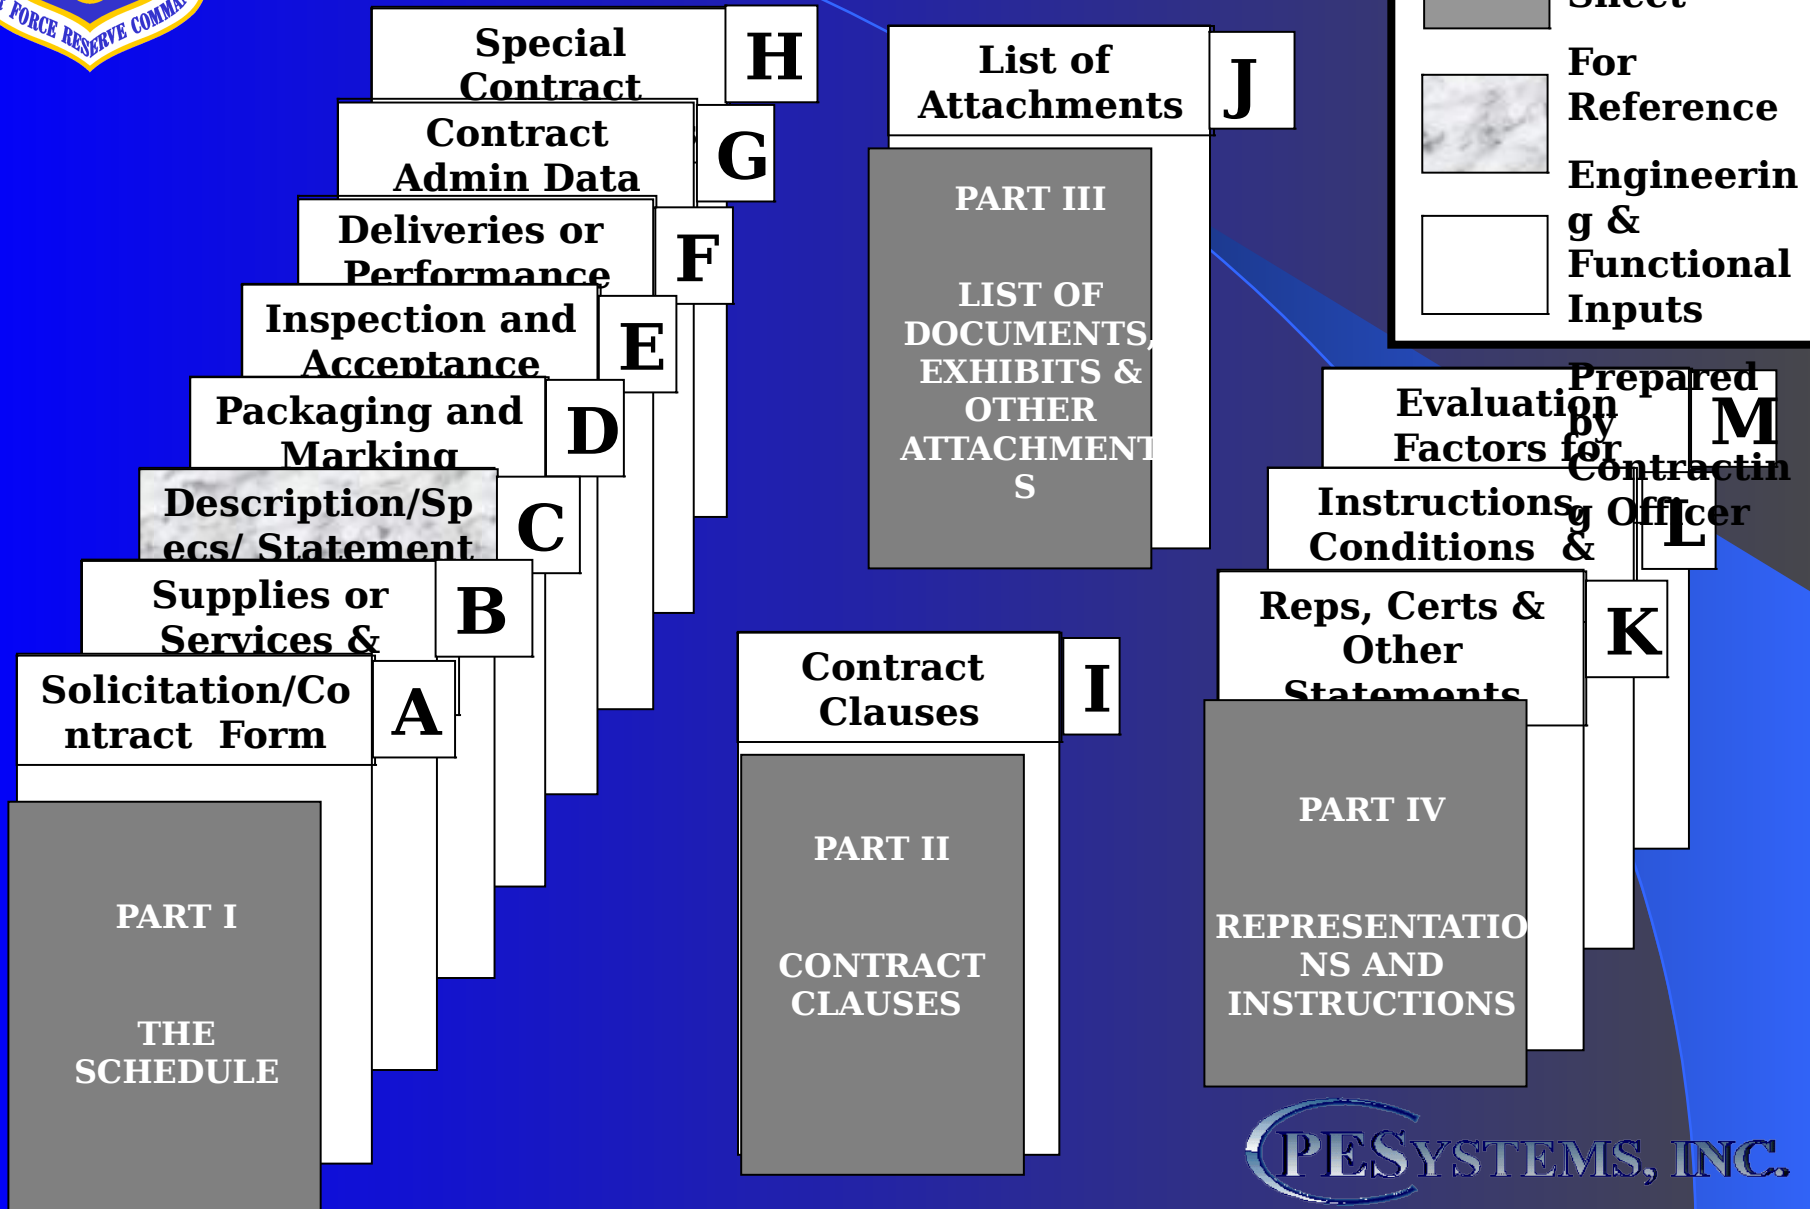 FORCE RESERVE COMMAND
Special
Contract
H
Contract
Admin Data
G
Deliveries or
Performance
F
Inspection and
Acceptance
E
Packaging and
Marking
D
Description/Sp
ecs/ Statement
C
Supplies or
Services &
B
Solicitation/Co
ntract Form
A
PART I
THE
SCHEDULE
List of
Attachments
J
PART III
LIST OF
DOCUMENTS,
EXHIBITS &
OTHER
ATTACHMENT
S
Contract
Clauses
I
PART II
CONTRACT
CLAUSES
Sheet
For
Reference
Engineerin
g &
Functional
Inputs
Prepared
by
Contractin
g Officer
Evaluation
Factors for
M
Instructions,
Conditions &
L
Reps, Certs &
Other
Statements
K
PART IV
REPRESENTATIO
NS AND
INSTRUCTIONS
PESYSTEMS, INC.